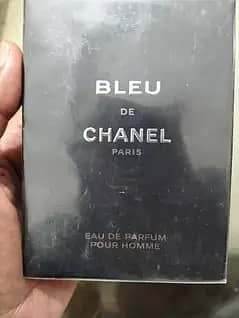 BLEU
DE
CHANEL
PARIS
EAU DE PARFUM
POUR HOMME